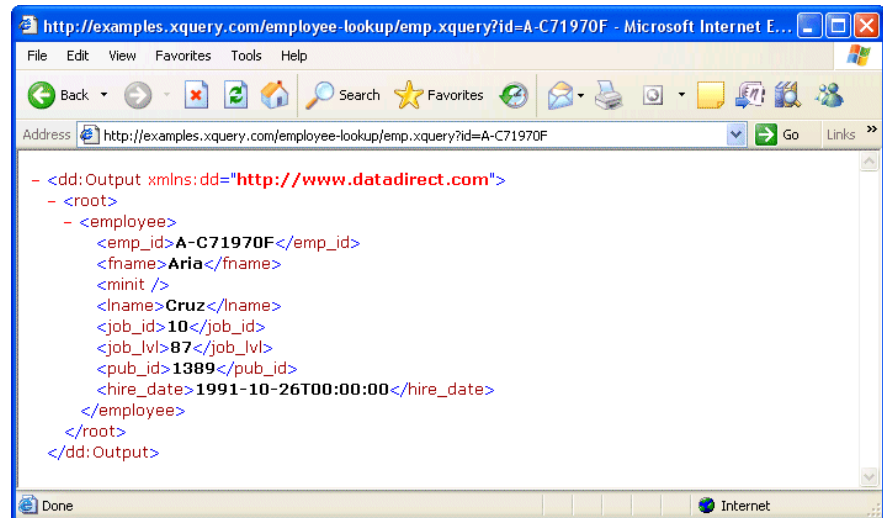 http://examples.xquery.com/employee-lookup/emp.xquery?id=A-C71970F - Microsoft Internet E...
File Edit View Favorites Tools Help
Back Search Favorites
Address http://examples.xquery.com/employee-lookup/emp.xquery?id=A-C71970F Go Links »
- <dd:Output xmlns:dd="http://www.datadirect.com">
- <root>
- <employee>
<emp_id>A-C71970F</emp_id>
<fname>Aria</fname>
<minit />
<lname>Cruz</lname>
<job_id>10</job_id>
<job_lvl>87</job_lvl>
<pub_id>1389</pub_id>
<hire_date>1991-10-26T00:00:00</hire_date>
</employee>
</root>
</dd:Output>
Done Internet